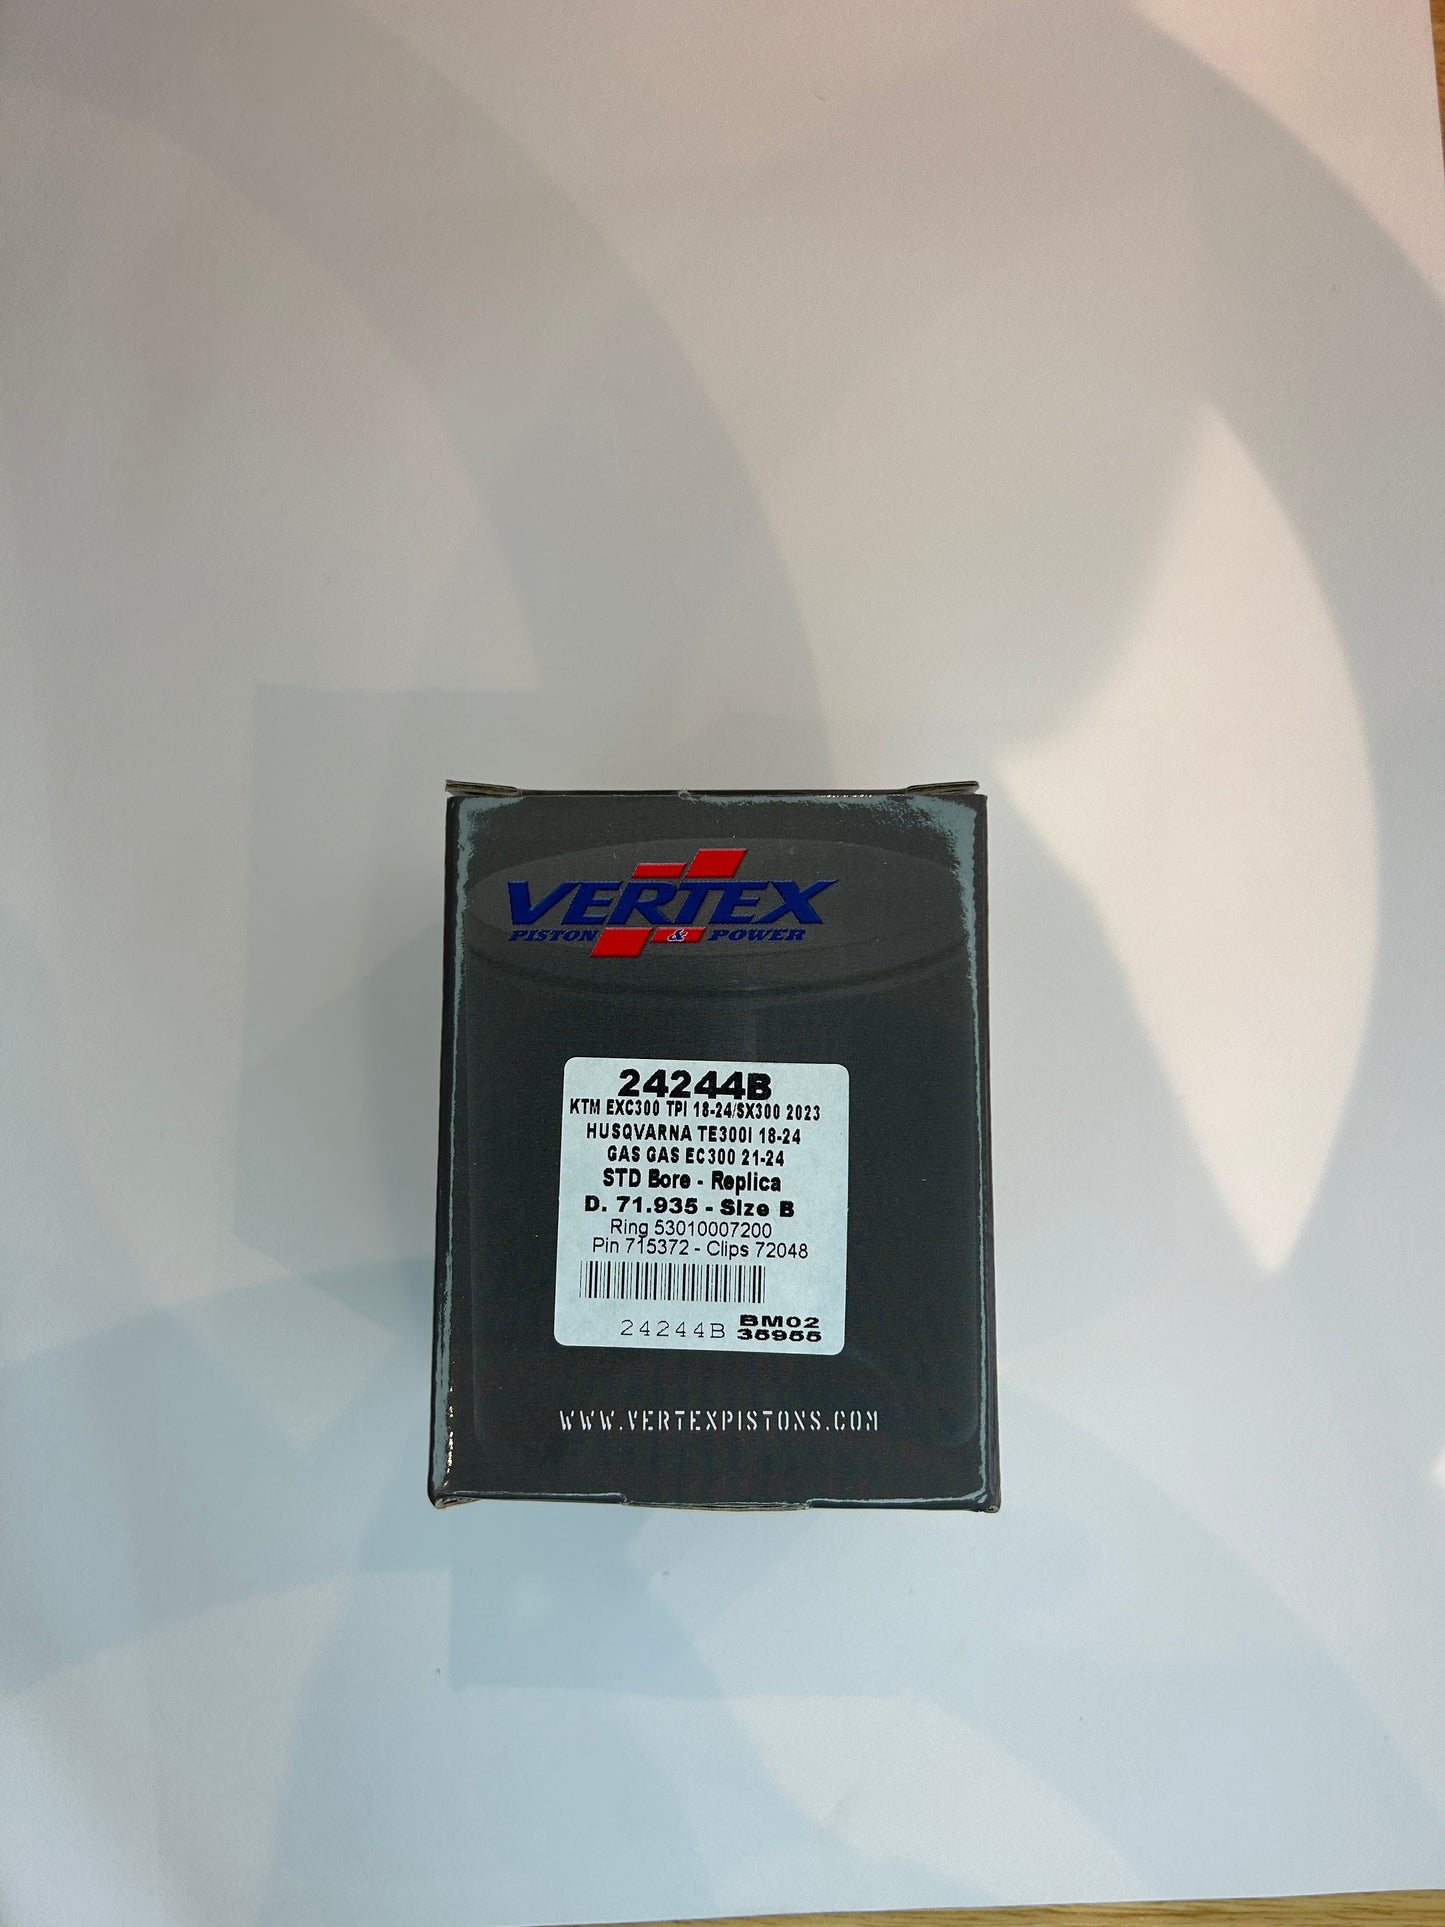 VERTEX
PISTON & POWER
24244B
KTM EXC300 TPI 18-24/SX300 2023
HUSQVARNA TE300I 18-24
GAS GAS EC300 21-24
STD Bore - Replica
D. 71.935 - Size B
Ring 53010007200
Pin 715372 - Clips 72048
24244B
BM02
35955
WWW.VERTEXPISTONS.COM